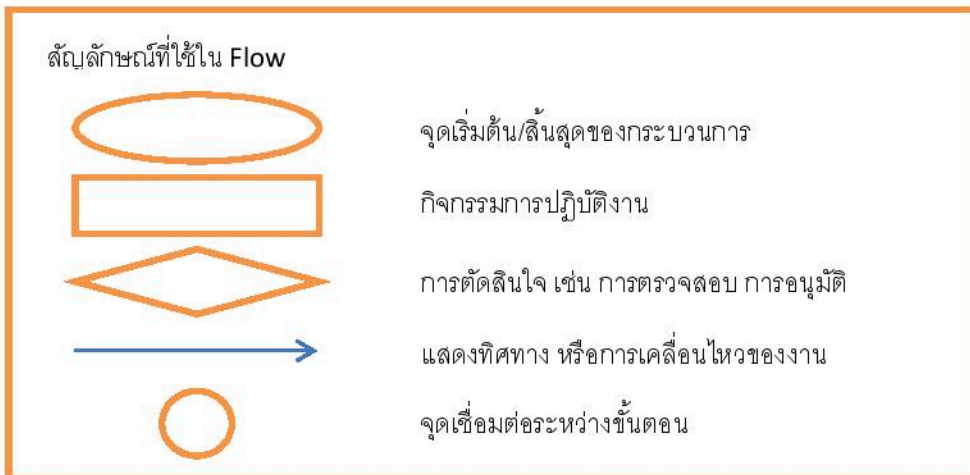 สัญลักษณ์ที่ใช้ใน Flow
จุดเริ่มต้น/สิ้นสุดของกระบวนการ
กิจกรรมการปฏิบัติงาน
การตัดสินใจ เช่น การตรวจสอบ การอนุมัติ
แสดงทิศทาง หรือการเคลื่อนไหวของงาน
จุดเชื่อมต่อระหว่างขั้นตอน